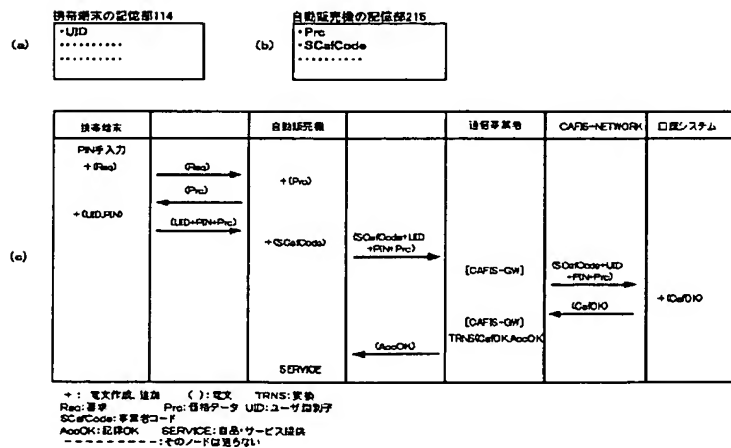 携帯端末の記憶部114
・UID
(a)
自動販売機の記憶部215
・Prc
・SCafCode
(b)
(c)
携帯端末
自動販売機
通信事業者
CAFIS-NETWORK
口座システム
PIN手入力
+(Req)
(Req)
+(Prc)
(Prc)
+(UID,PIN)
(UID+PIN+Prc)
+(SCafCode)
(SCafCode+UID
+PIN+Prc)
[CAFIS-GW]
(SCafCode+UID
+PIN+Prc)
+(CafOK)
(CafOK)
[CAFIS-GW]
TRNS(CafOK,AccOK)
(AccOK)
SERVICE
+: 電文作成、追加 ( ): 電文 TRNS: 変換
Req: 要求 Prc: 価格データ UID: ユーザ識別子
SCafCode: 事業者コード
AccOK: OK SERVICE: 商品・サービス提供
---------: そのノードは通らない